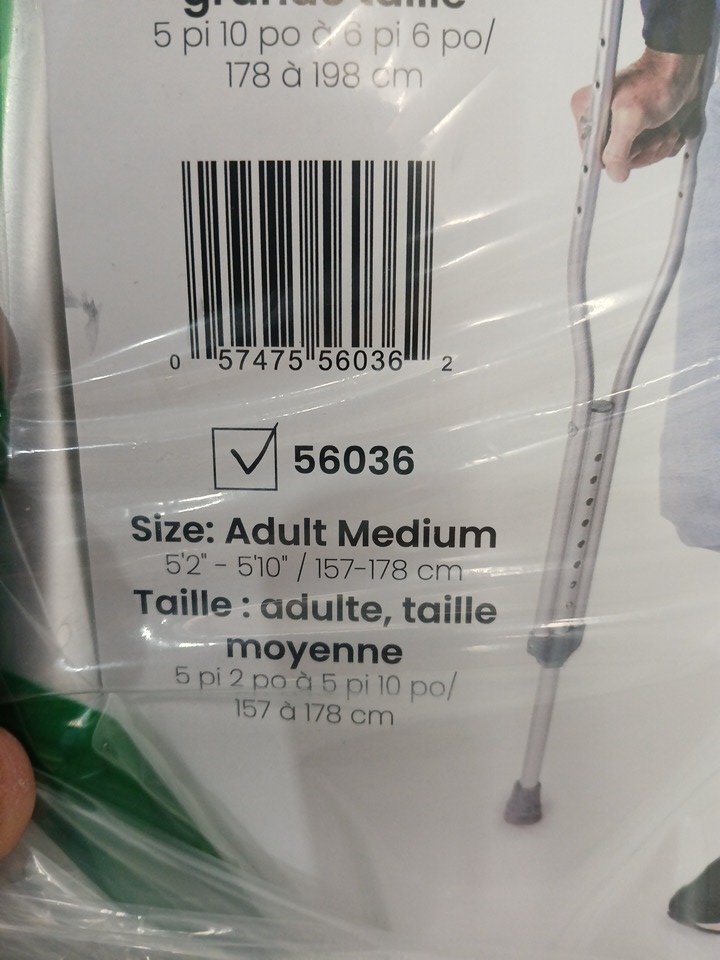 grande taille
5 pi 10 po à 6 pi 6 po/
178 à 198 cm
0 57475 56036 2
56036
Size: Adult Medium
5'2" - 5'10" / 157-178 cm
Taille : adulte, taille
moyenne
5 pi 2 po à 5 pi 10 po/
157 à 178 cm